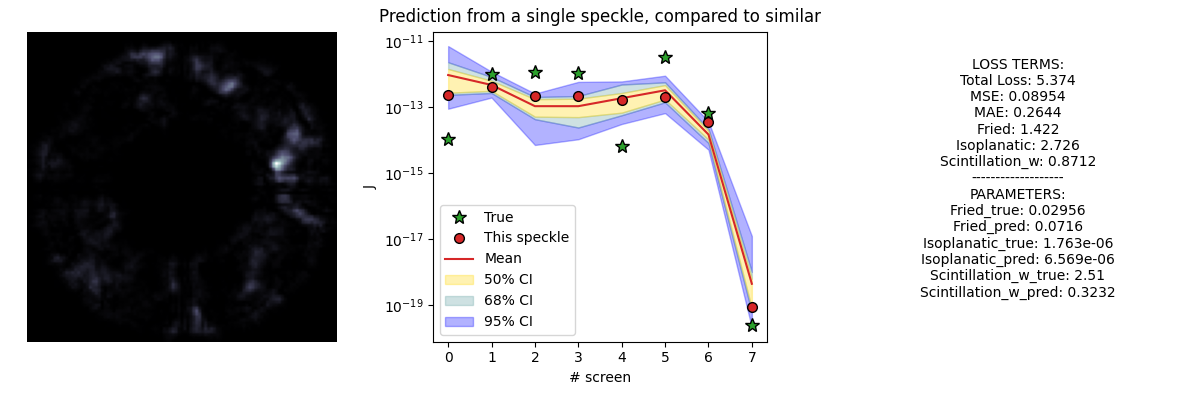 Prediction from a single speckle, compared to similar
10⁻¹¹
10⁻¹³
10⁻¹⁵
10⁻¹⁷
10⁻¹⁹
J
True
This speckle
Mean
50% CI
68% CI
95% CI
0 1 2 3 4 5 6 7
# screen
LOSS TERMS:
Total Loss: 5.374
MSE: 0.08954
MAE: 0.2644
Fried: 1.422
Isoplanatic: 2.726
Scintillation_w: 0.8712
-------------------
PARAMETERS:
Fried_true: 0.02956
Fried_pred: 0.0716
Isoplanatic_true: 1.763e-06
Isoplanatic_pred: 6.569e-06
Scintillation_w_true: 2.51
Scintillation_w_pred: 0.3232